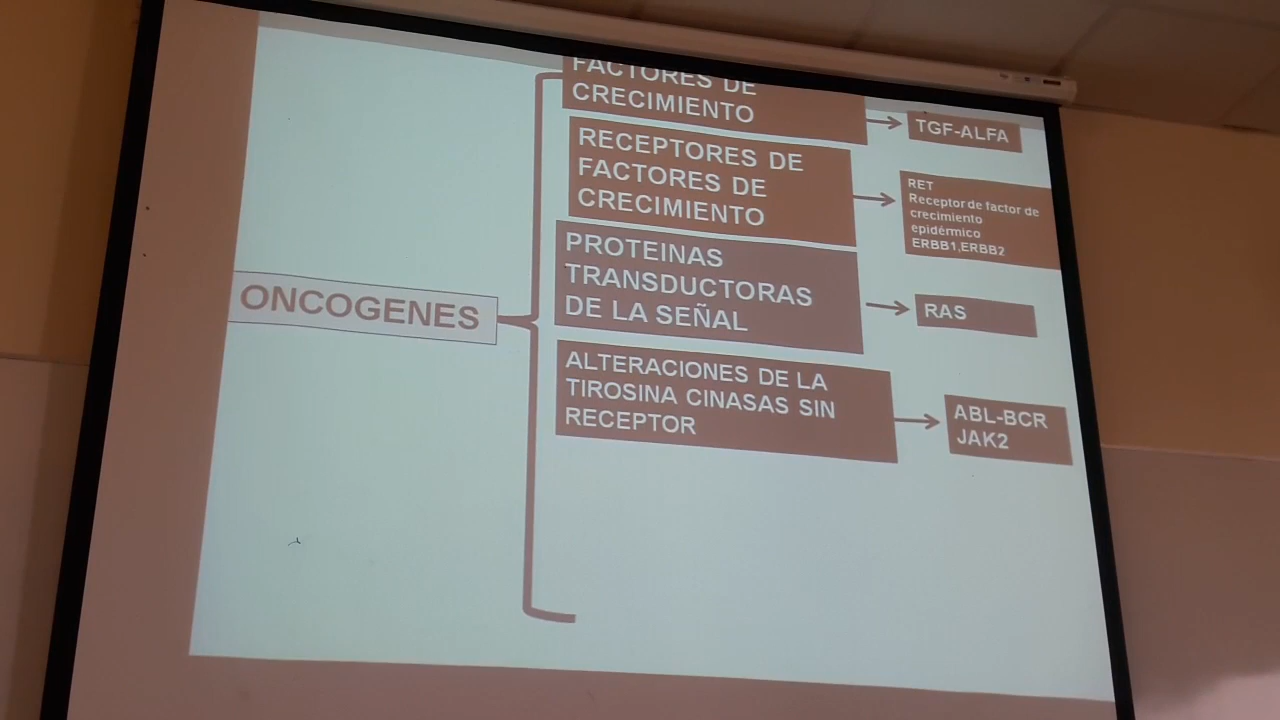 ONCOGENES
FACTORES DE
CRECIMIENTO
TGF-ALFA
RECEPTORES DE
FACTORES DE
CRECIMIENTO
RET
Receptor de factor de
crecimiento
epidérmico
ERBB1,ERBB2
PROTEINAS
TRANSDUCTORAS
DE LA SEÑAL
RAS
ALTERACIONES DE LA
TIROSINA CINASAS SIN
RECEPTOR
ABL-BCR
JAK2